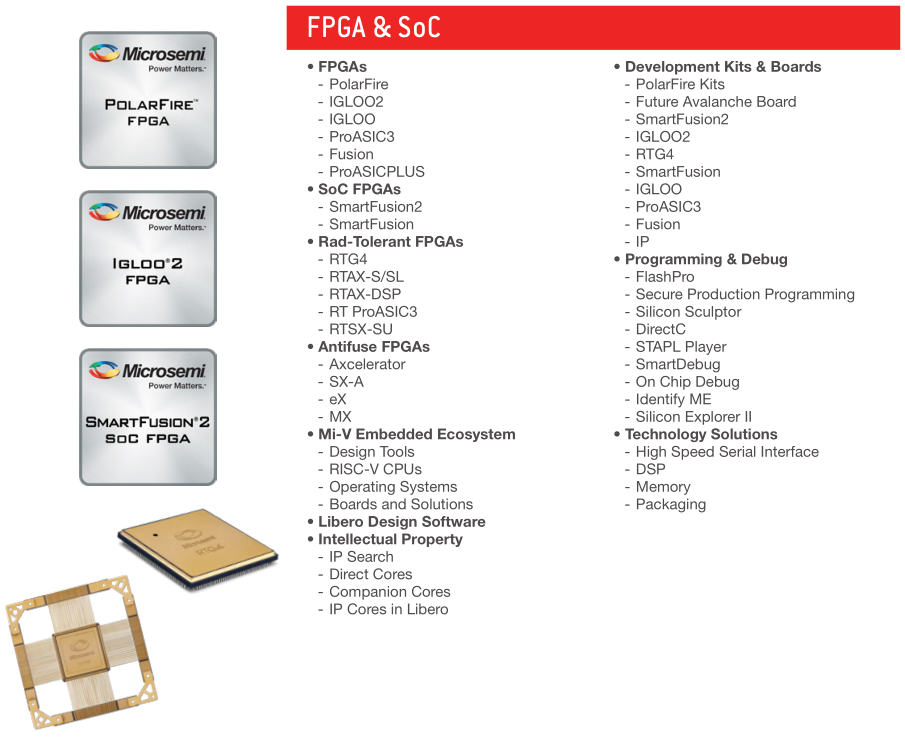 Microsemi
Power Matters.™
POLARFIRE™
FPGA
Microsemi
Power Matters.™
IGLOO®2
FPGA
Microsemi
Power Matters.™
SMARTFUSION®2
SOC FPGA
Microsemi
RTG4
Microsemi
FPGA & SoC
• FPGAs
- PolarFire
- IGLOO2
- IGLOO
- ProASIC3
- Fusion
- ProASICPLUS
• SoC FPGAs
- SmartFusion2
- SmartFusion
• Rad-Tolerant FPGAs
- RTG4
- RTAX-S/SL
- RTAX-DSP
- RT ProASIC3
- RTSX-SU
• Antifuse FPGAs
- Axcelerator
- SX-A
- eX
- MX
• Mi-V Embedded Ecosystem
- Design Tools
- RISC-V CPUs
- Operating Systems
- Boards and Solutions
• Libero Design Software
• Intellectual Property
- IP Search
- Direct Cores
- Companion Cores
- IP Cores in Libero
• Development Kits & Boards
- PolarFire Kits
- Future Avalanche Board
- SmartFusion2
- IGLOO2
- RTG4
- SmartFusion
- IGLOO
- ProASIC3
- Fusion
- IP
• Programming & Debug
- FlashPro
- Secure Production Programming
- Silicon Sculptor
- DirectC
- STAPL Player
- SmartDebug
- On Chip Debug
- Identify ME
- Silicon Explorer II
• Technology Solutions
- High Speed Serial Interface
- DSP
- Memory
- Packaging